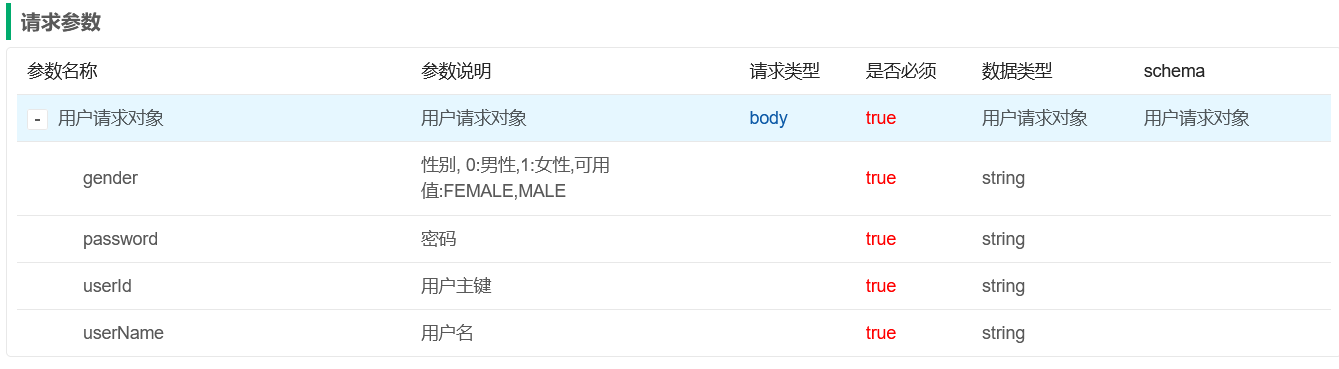 请求参数
参数名称 参数说明 请求类型 是否必须 数据类型 schema
- 用户请求对象 用户请求对象 body true 用户请求对象 用户请求对象
gender 性别, 0:男性,1:女性,可用
值:FEMALE,MALE true string
password 密码 true string
userId 用户主键 true string
userName 用户名 true string